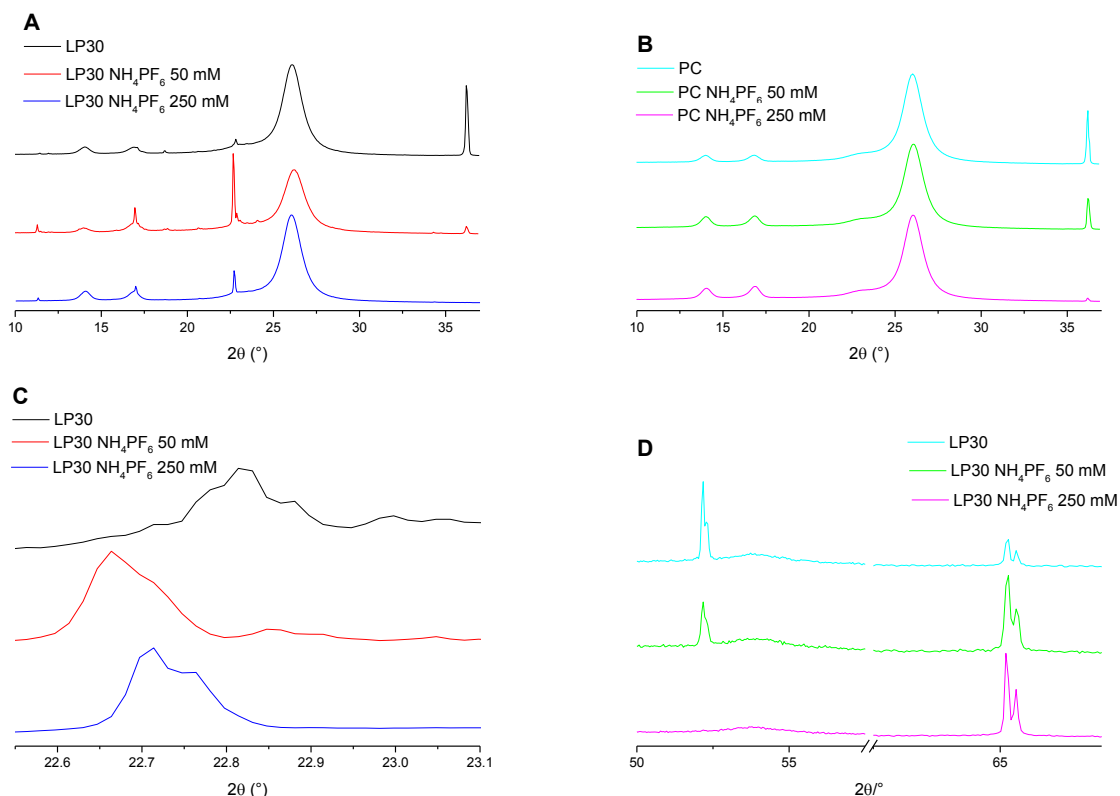 A
LP30
LP30 NH₄PF₆ 50 mM
LP30 NH₄PF₆ 250 mM
10 15 20 25 30 35
2θ (°)
B
PC
PC NH₄PF₆ 50 mM
PC NH₄PF₆ 250 mM
10 15 20 25 30 35
2θ (°)
C
LP30
LP30 NH₄PF₆ 50 mM
LP30 NH₄PF₆ 250 mM
22.6 22.7 22.8 22.9 23.0 23.1
2θ (°)
D
LP30
LP30 NH₄PF₆ 50 mM
LP30 NH₄PF₆ 250 mM
50 55 65
2θ/°